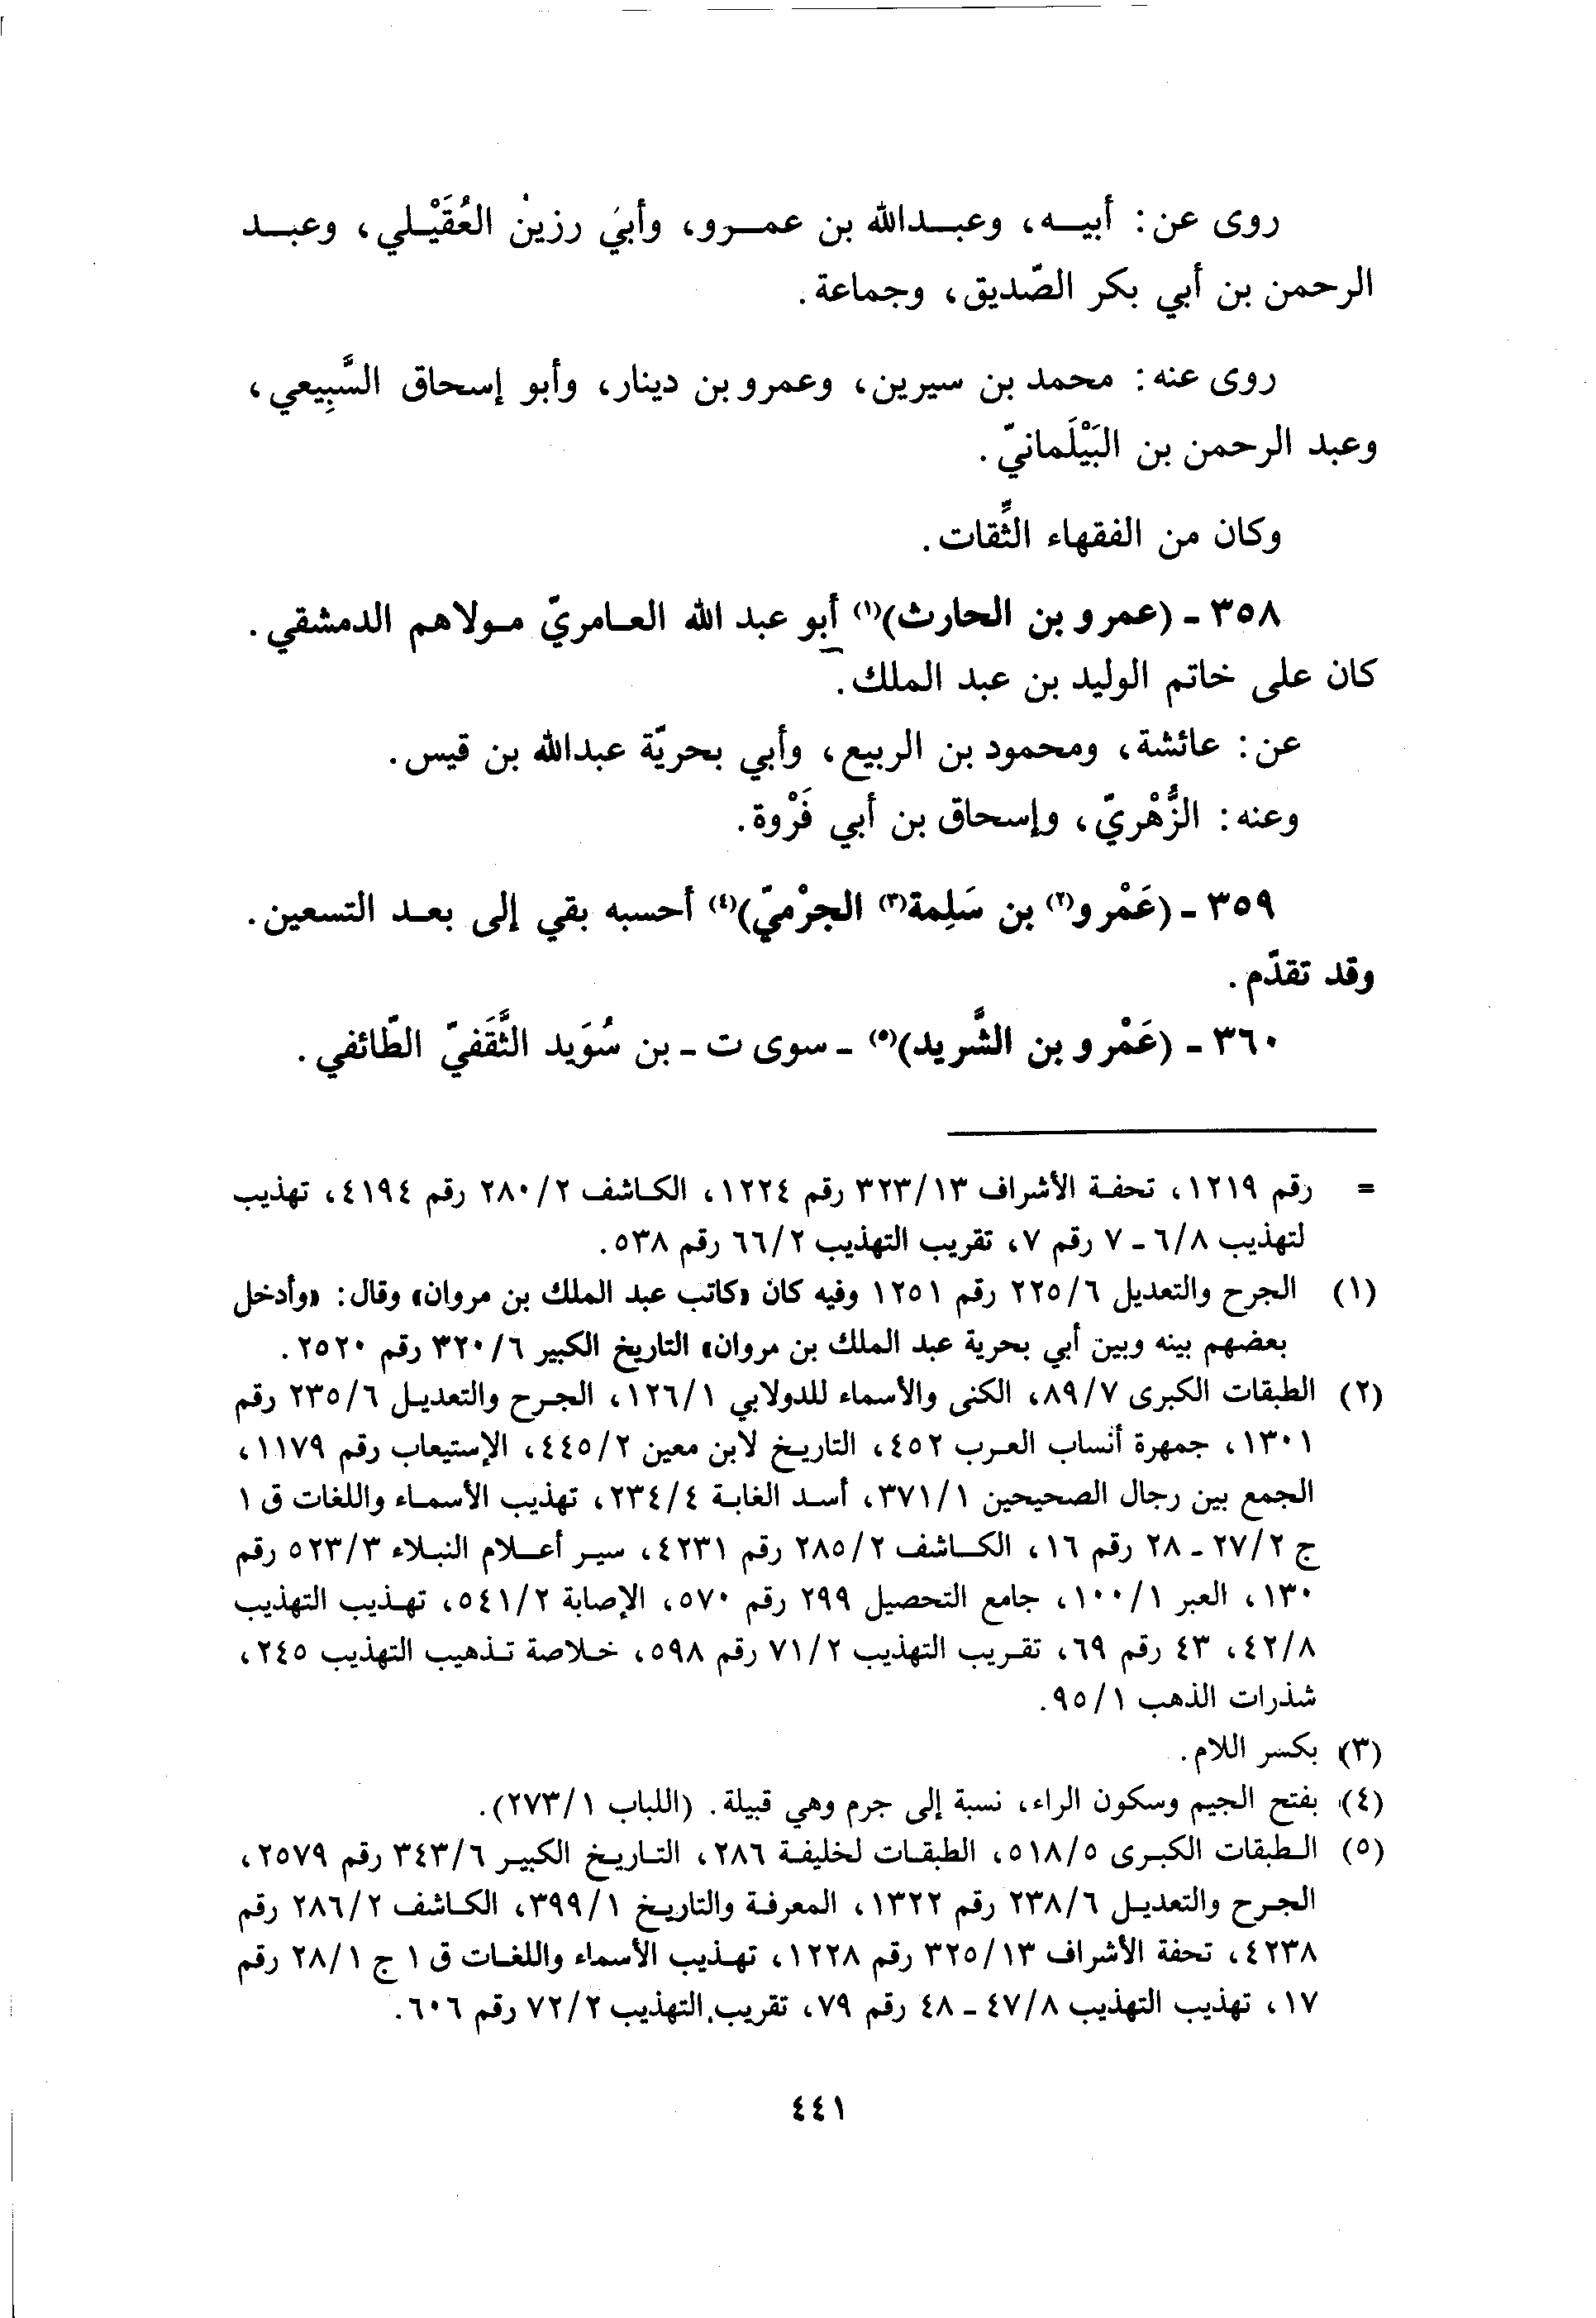 روى عن: أبيه، وعبدالله بن عمرو، وأبي رزين العُقَيْلي، وعبد
الرحمن بن أبي بكر الصّديق، وجماعة.
روى عنه: محمد بن سيرين، وعمرو بن دينار، وأبو إسحاق السَّبِيعي،
وعبد الرحمن بن البَيْلَمانيّ.
وكان من الفقهاء الثِّقات.
٣٥٨ - (عمرو بن الحارث)(١) أبو عبد الله العامريّ مولاهم الدمشقي.
كان على خاتم الوليد بن عبد الملك.
عن: عائشة، ومحمود بن الربيع، وأبي بحريّة عبدالله بن قيس.
وعنه: الزُّهْريّ، وإسحاق بن أبي فَرْوة.
٣٥٩ - (عَمْرو(٢) بن سَلِمة(٣) الجرْميّ)(٤) أحسبه بقي إلى بعد التسعين.
وقد تقدّم.
٣٦٠ - (عَمْرو بن الشَّريد)(٥) - سوى ت - بن سُوَيد الثَّقَفيّ الطّائفي.
= رقم ١٢١٩، تحفة الأشراف ٣٢٣/١٣ رقم ١٢٢٤، الكاشف ٢٨٠/٢ رقم ٤١٩٤، تهذيب
لتهذيب ٦/٨ - ٧ رقم ٧، تقريب التهذيب ٦٦/٢ رقم ٥٣٨.
(١) الجرح والتعديل ٢٢٥/٦ رقم ١٢٥١ وفيه كان «كاتب عبد الملك بن مروان» وقال: «وأدخل
بعضهم بينه وبين أبي بحرية عبد الملك بن مروان» التاريخ الكبير ٣٢٠/٦ رقم ٢٥٢٠.
(٢) الطبقات الكبرى ٨٩/٧، الكنى والأسماء للدولابي ١٢٦/١، الجرح والتعديل ٢٣٥/٦ رقم
١٣٠١، جمهرة أنساب العرب ٤٥٢، التاريخ لابن معين ٤٤٥/٢، الإستيعاب رقم ١١٧٩،
الجمع بين رجال الصحيحين ٣٧١/١، أسد الغابة ٢٣٤/٤، تهذيب الأسماء واللغات ق ١
ج ٢٧/٢ - ٢٨ رقم ١٦، الكاشف ٢٨٥/٢ رقم ٤٢٣١، سير أعلام النبلاء ٥٢٣/٣ رقم
١٣٠، العبر ١٠٠/١، جامع التحصيل ٢٩٩ رقم ٥٧٠، الإصابة ٥٤١/٢، تهذيب التهذيب
٤٢/٨، ٤٣ رقم ٦٩، تقريب التهذيب ٧١/٢ رقم ٥٩٨، خلاصة تذهيب التهذيب ٢٤٥،
شذرات الذهب ٩٥/١.
(٣) بكسر اللام.
(٤) بفتح الجيم وسكون الراء، نسبة إلى جرم وهي قبيلة. (اللباب ٢٧٣/١).
(٥) الطبقات الكبرى ٥١٨/٥، الطبقات لخليفة ٢٨٦، التاريخ الكبير ٣٤٣/٦ رقم ٢٥٧٩،
الجرح والتعديل ٢٣٨/٦ رقم ١٣٢٢، المعرفة والتاريخ ٣٩٩/١، الكاشف ٢٨٦/٢ رقم
٤٢٣٨، تحفة الأشراف ٣٢٥/١٣ رقم ١٢٢٨، تهذيب الأسماء واللغات ق ١ ج ٢٨/١ رقم
١٧، تهذيب التهذيب ٤٧/٨ - ٤٨ رقم ٧٩، تقريب التهذيب ٧٢/٢ رقم ٦٠٦.
٤٤١